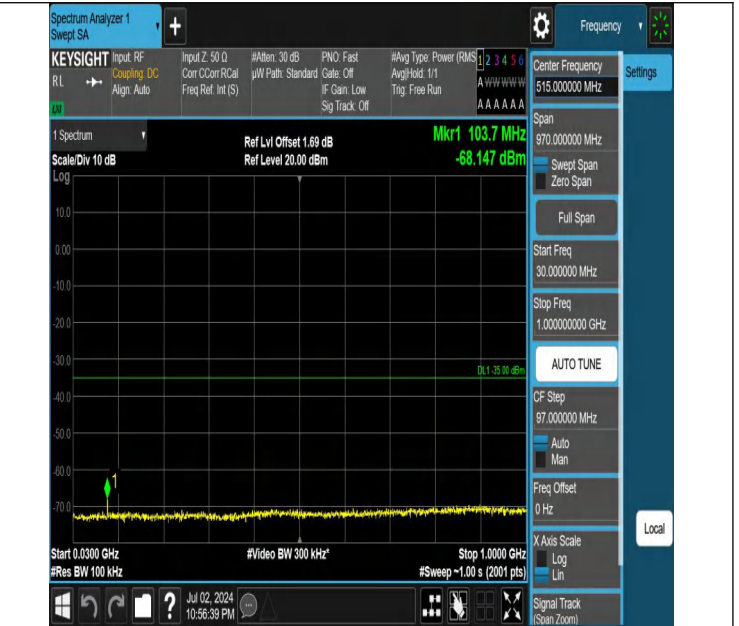 Spectrum Analyzer 1
Swept SA
+
Frequency
KEYSIGHT
RL
Input: RF
Coupling: DC
Align: Auto
Input Z: 50 Ω
Corr CCorr RCal
Freq Ref: Int (S)
#Atten: 30 dB
µW Path: Standard
PNO: Fast
Gate: Off
IF Gain: Low
Sig Track: Off
#Avg Type: Power (RMS
Avg|Hold: 1/1
Trig: Free Run
1 2 3 4 5 6
A W W W W W
A A A A A A
1 Spectrum
Scale/Div 10 dB
Ref Lvl Offset 1.69 dB
Ref Level 20.00 dBm
Mkr1 103.7 MHz
-68.147 dBm
Log
10.0
0.00
-10.0
-20.0
-30.0
DL1 -35.00 dBm
-40.0
-50.0
-60.0
1
-70.0
Start 0.0300 GHz
#Video BW 300 kHz*
Stop 1.0000 GHz
#Res BW 100 kHz
#Sweep ~1.00 s (2001 pts)
?
Jul 02, 2024
10:56:39 PM
Center Frequency
515.000000 MHz
Settings
Span
970.000000 MHz
Swept Span
Zero Span
Full Span
Start Freq
30.000000 MHz
Stop Freq
1.000000000 GHz
AUTO TUNE
CF Step
97.000000 MHz
Auto
Man
Freq Offset
0 Hz
Local
X Axis Scale
Log
Lin
Signal Track
(Span Zoom)